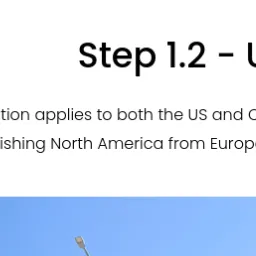 Step 1.2 -
tion applies to both the US and
ishing North America from Europ